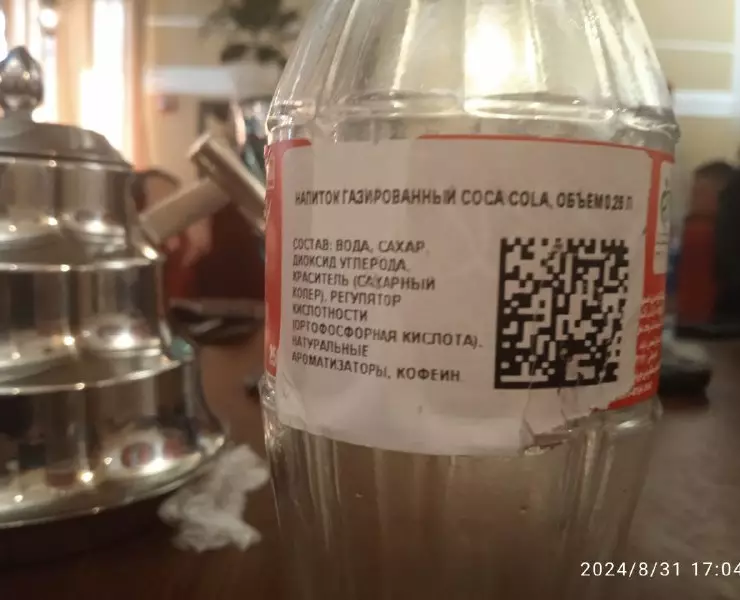 НАПИТОК ГАЗИРОВАННЫЙ COCA COLA, ОБЪЕМ 0,25 Л
СОСТАВ: ВОДА, САХАР,
ДИОКСИД УГЛЕРОДА,
КРАСИТЕЛЬ (САХАРНЫЙ
КОЛЕР), РЕГУЛЯТОР
КИСЛОТНОСТИ
(ОРТОФОСФОРНАЯ КИСЛОТА),
НАТУРАЛЬНЫЕ
АРОМАТИЗАТОРЫ, КОФЕИН
2024/8/31 17:04